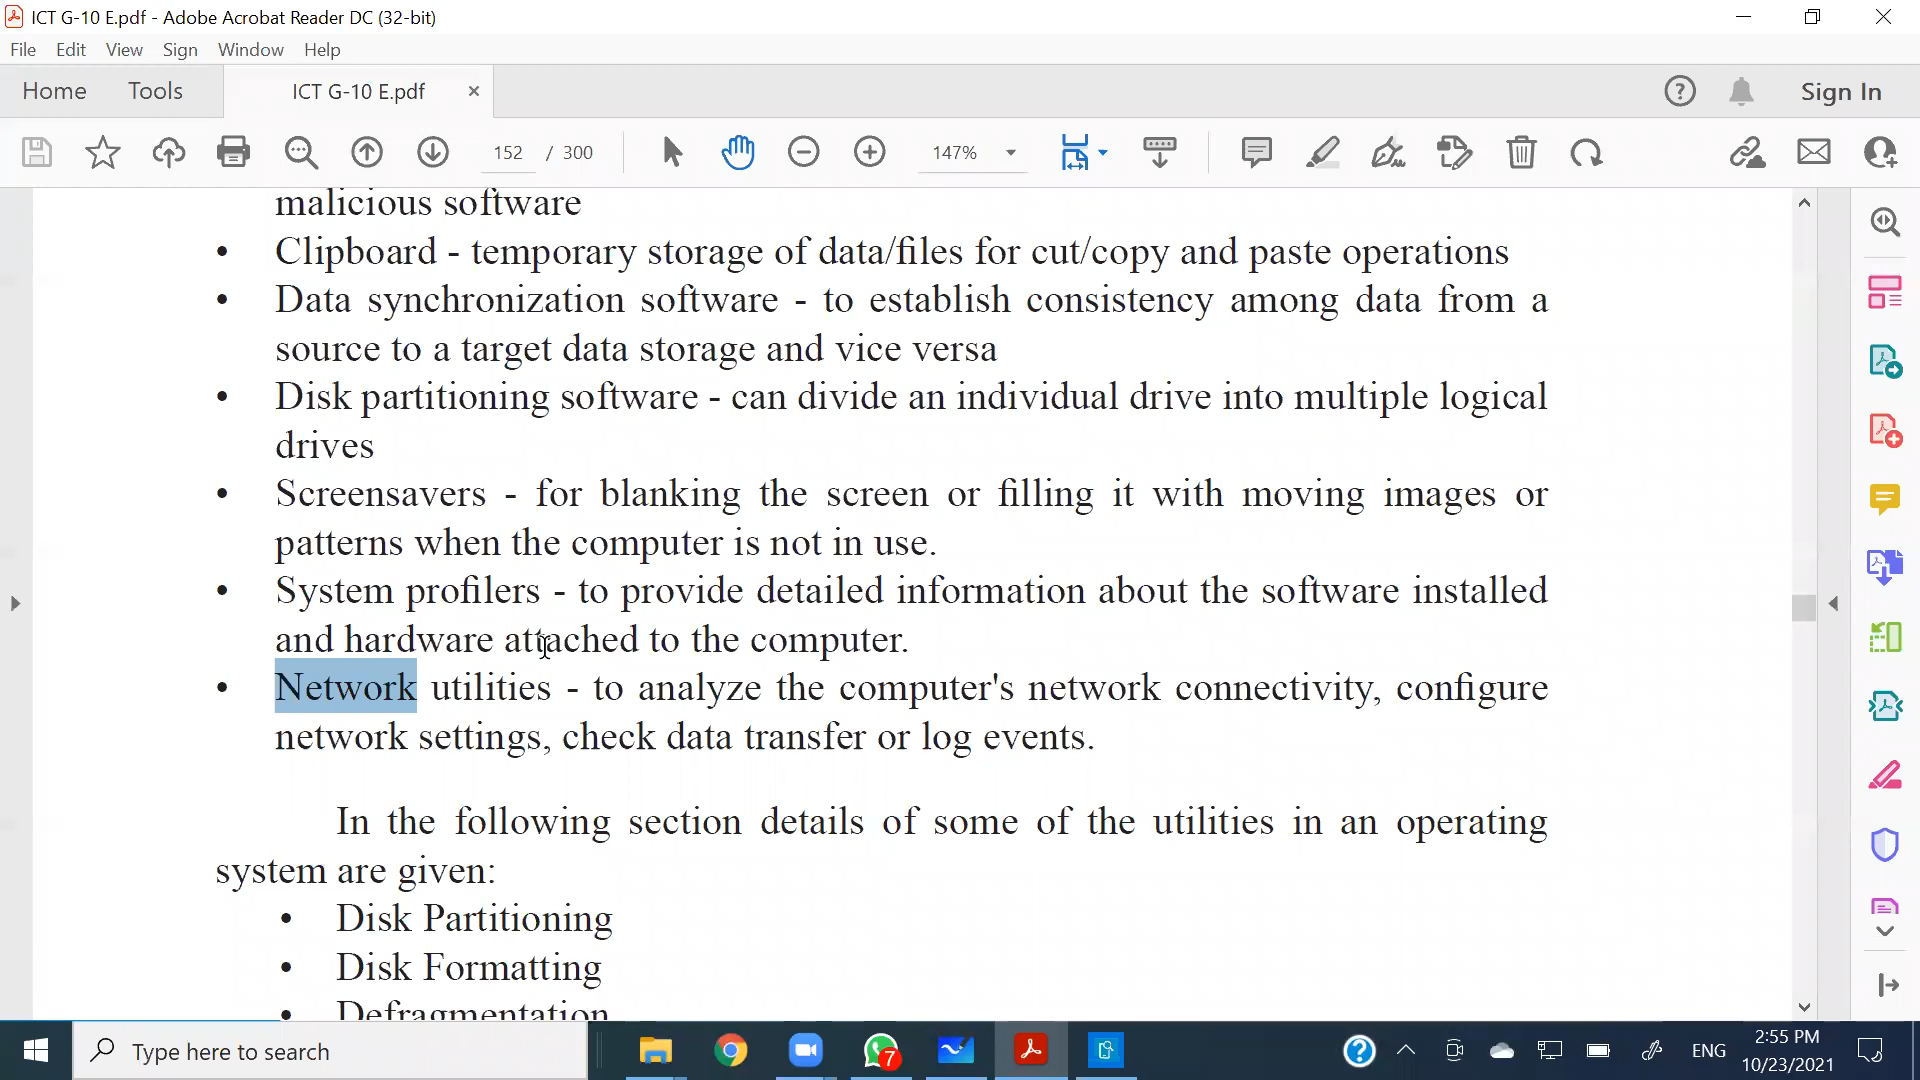 ICT G-10 E.pdf - Adobe Acrobat Reader DC (32-bit)
File Edit View Sign Window Help
Home Tools ICT G-10 E.pdf × Sign In
152 / 300 147%
malicious software
• Clipboard - temporary storage of data/files for cut/copy and paste operations
• Data synchronization software - to establish consistency among data from a
source to a target data storage and vice versa
• Disk partitioning software - can divide an individual drive into multiple logical
drives
• Screensavers - for blanking the screen or filling it with moving images or
patterns when the computer is not in use.
• System profilers - to provide detailed information about the software installed
and hardware attached to the computer.
• Network utilities - to analyze the computer's network connectivity, configure
network settings, check data transfer or log events.
In the following section details of some of the utilities in an operating
system are given:
• Disk Partitioning
• Disk Formatting
• Defragmentation
Type here to search
7
ENG
2:55 PM
10/23/2021